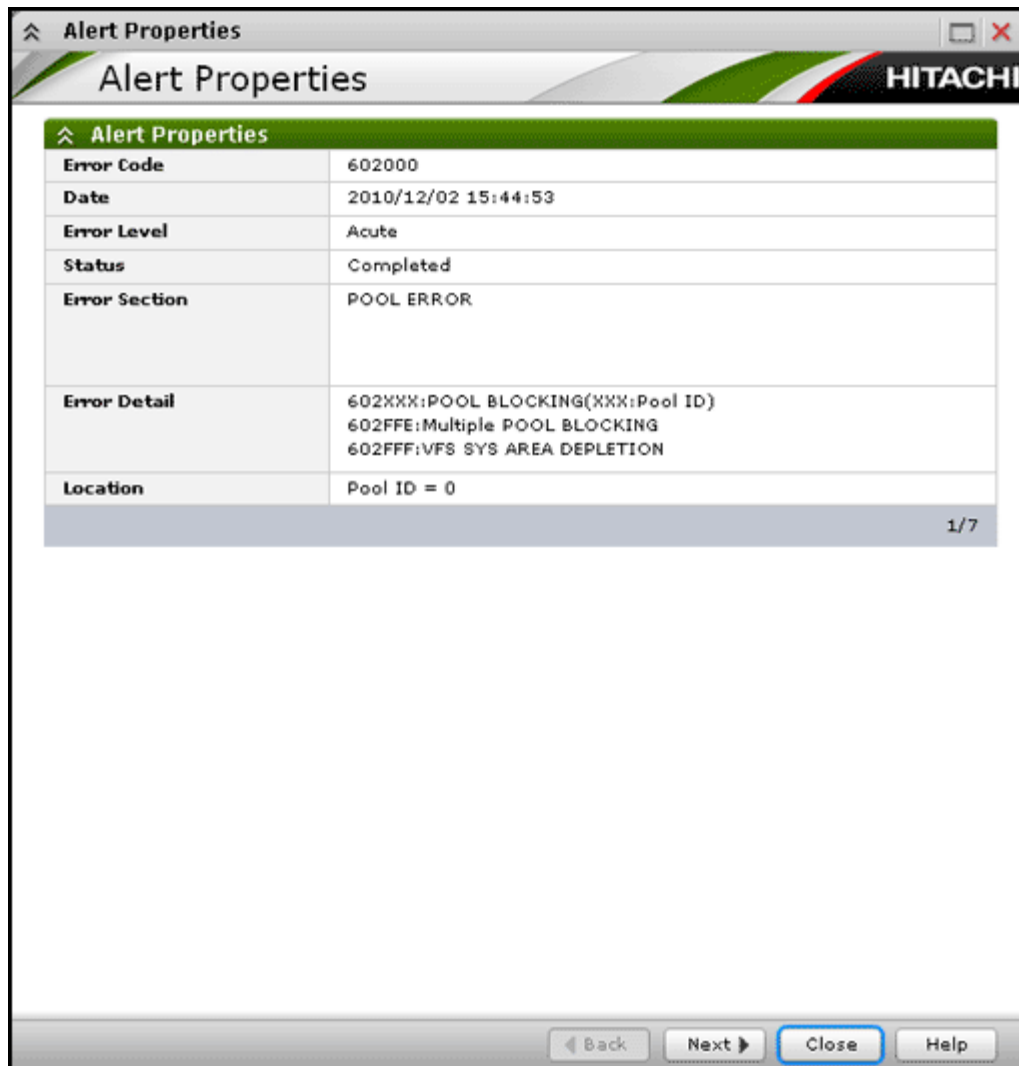 Alert Properties
Alert Properties
HITACHI
Alert Properties
Error Code 602000
Date 2010/12/02 15:44:53
Error Level Acute
Status Completed
Error Section POOL ERROR
Error Detail 602XXX:POOL BLOCKING(XXX:Pool ID)
602FFE:Multiple POOL BLOCKING
602FFF:VFS SYS AREA DEPLETION
Location Pool ID = 0
1/7
Back Next Close Help